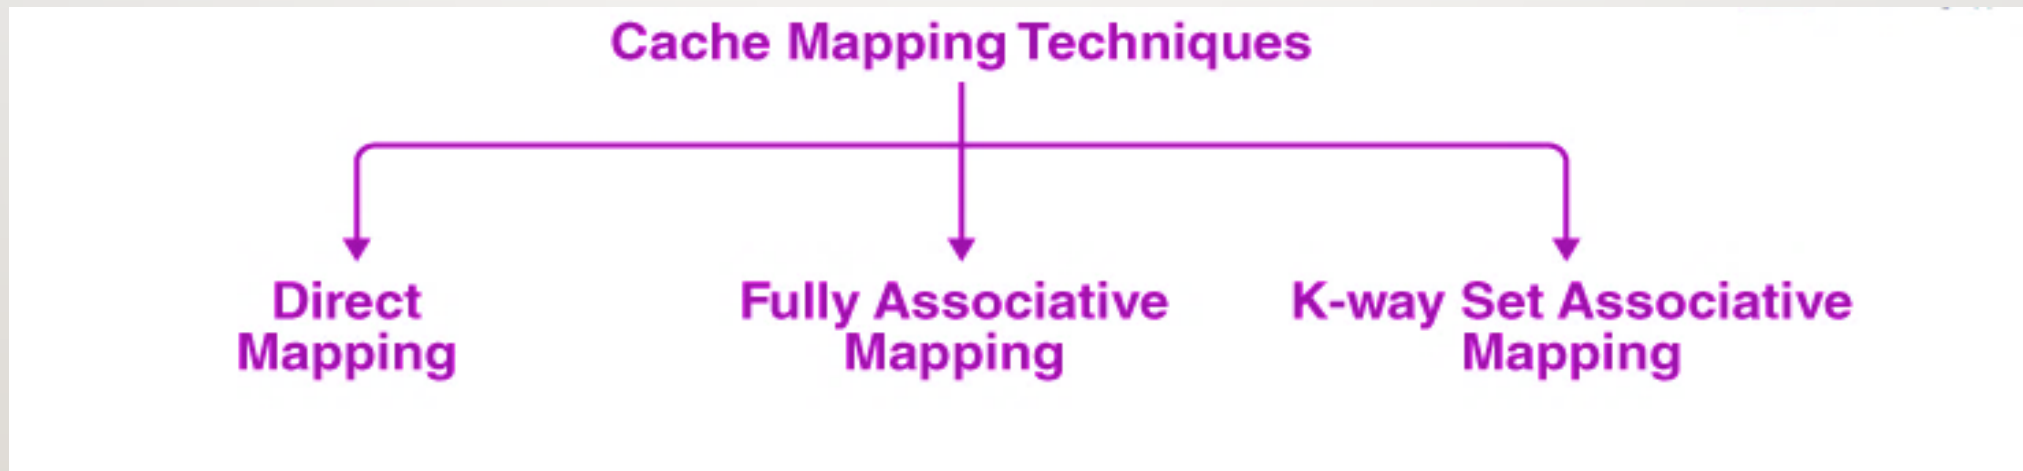 Cache Mapping Techniques
Direct
Mapping
Fully Associative
Mapping
K-way Set Associative
Mapping